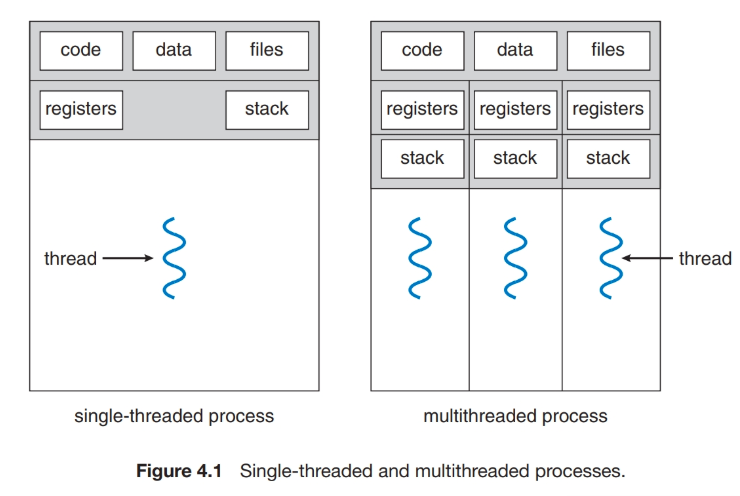 code data files code data files
registers stack registers registers registers
stack stack stack
thread thread
single-threaded process multithreaded process
Figure 4.1 Single-threaded and multithreaded processes.